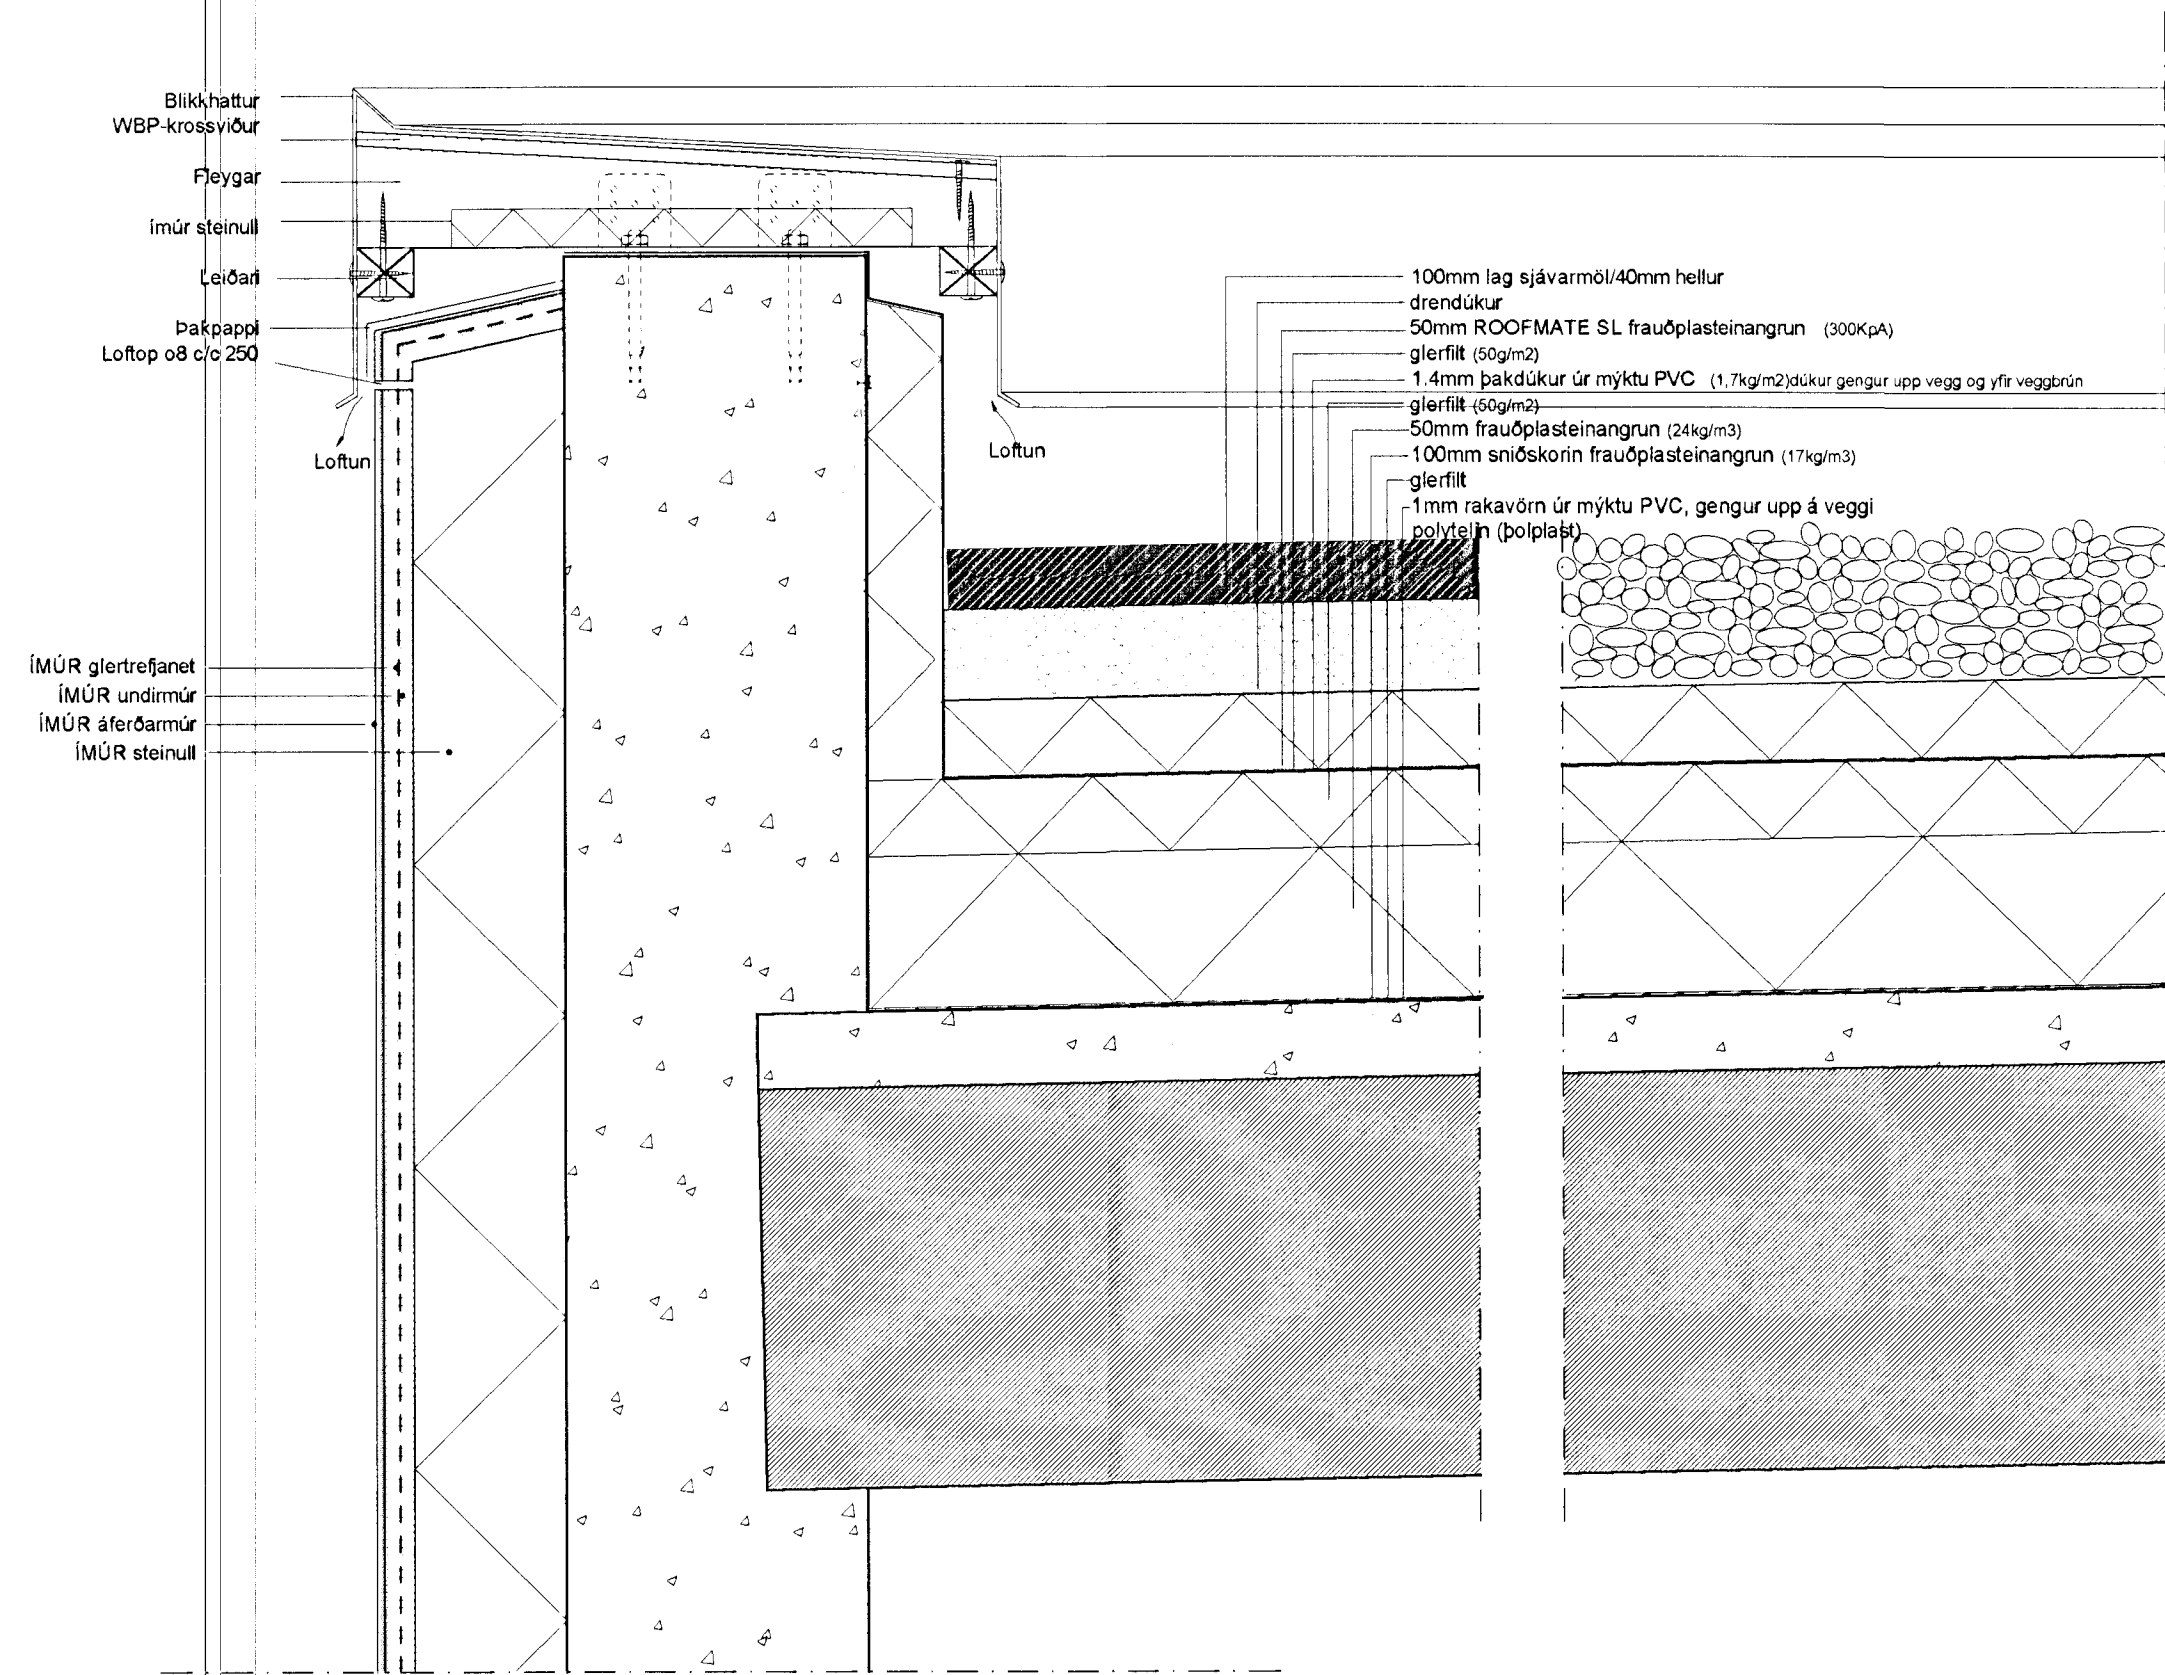 Blikkhattur
WBP-krossviður
Fleygar
ímúr steinull
Leiðari
Þakpappi
Loftop o8 c/c 250
Loftun
Loftun
100mm lag sjávarmöl/40mm hellur
drendúkur
50mm ROOFMATE SL frauðplasteinangrun (300KpA)
glerfilt (50g/m2)
1.4mm þakdúkur úr mýktu PVC (1,7kg/m2)dúkur gengur upp vegg og yfir veggbrún
glerfilt (50g/m2)
50mm frauðplasteinangrun (24kg/m3)
100mm sniðskorin frauðplasteinangrun (17kg/m3)
glerfilt
1mm rakavörn úr mýktu PVC, gengur upp á veggi
polytelin (þolplast)
ÍMÚR glertrefjanet
ÍMÚR undirmúr
ÍMÚR áferðarmúr
ÍMÚR steinull